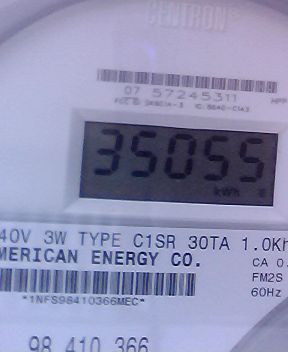 CENTRON®
07 57245311
HPP
35055
kWh
40V 3W TYPE C1SR 30TA 1.0Kh
MERICAN ENERGY CO.
CA 0.
FM2S
60Hz
*1NFS98410366MEC*
98 410 366